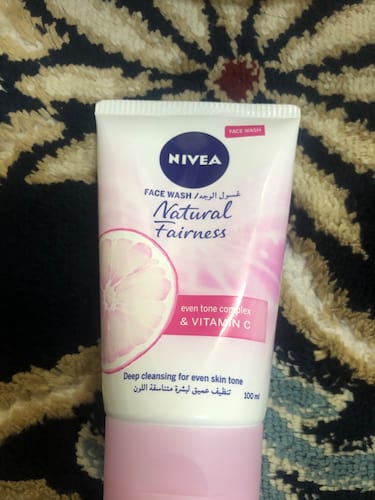 FACE WASH
NIVEA
FACE WASH / غسول الوجه
Natural
Fairness
even tone complex
& VITAMIN C
Deep cleansing for even skin tone
تنظيف عميق لبشرة متناسقة اللون
100 ml